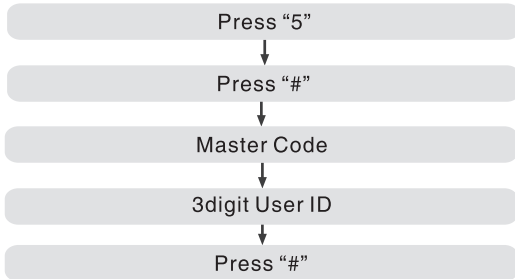 Press “5”
Press “#”
Master Code
3digit User ID
Press “#”